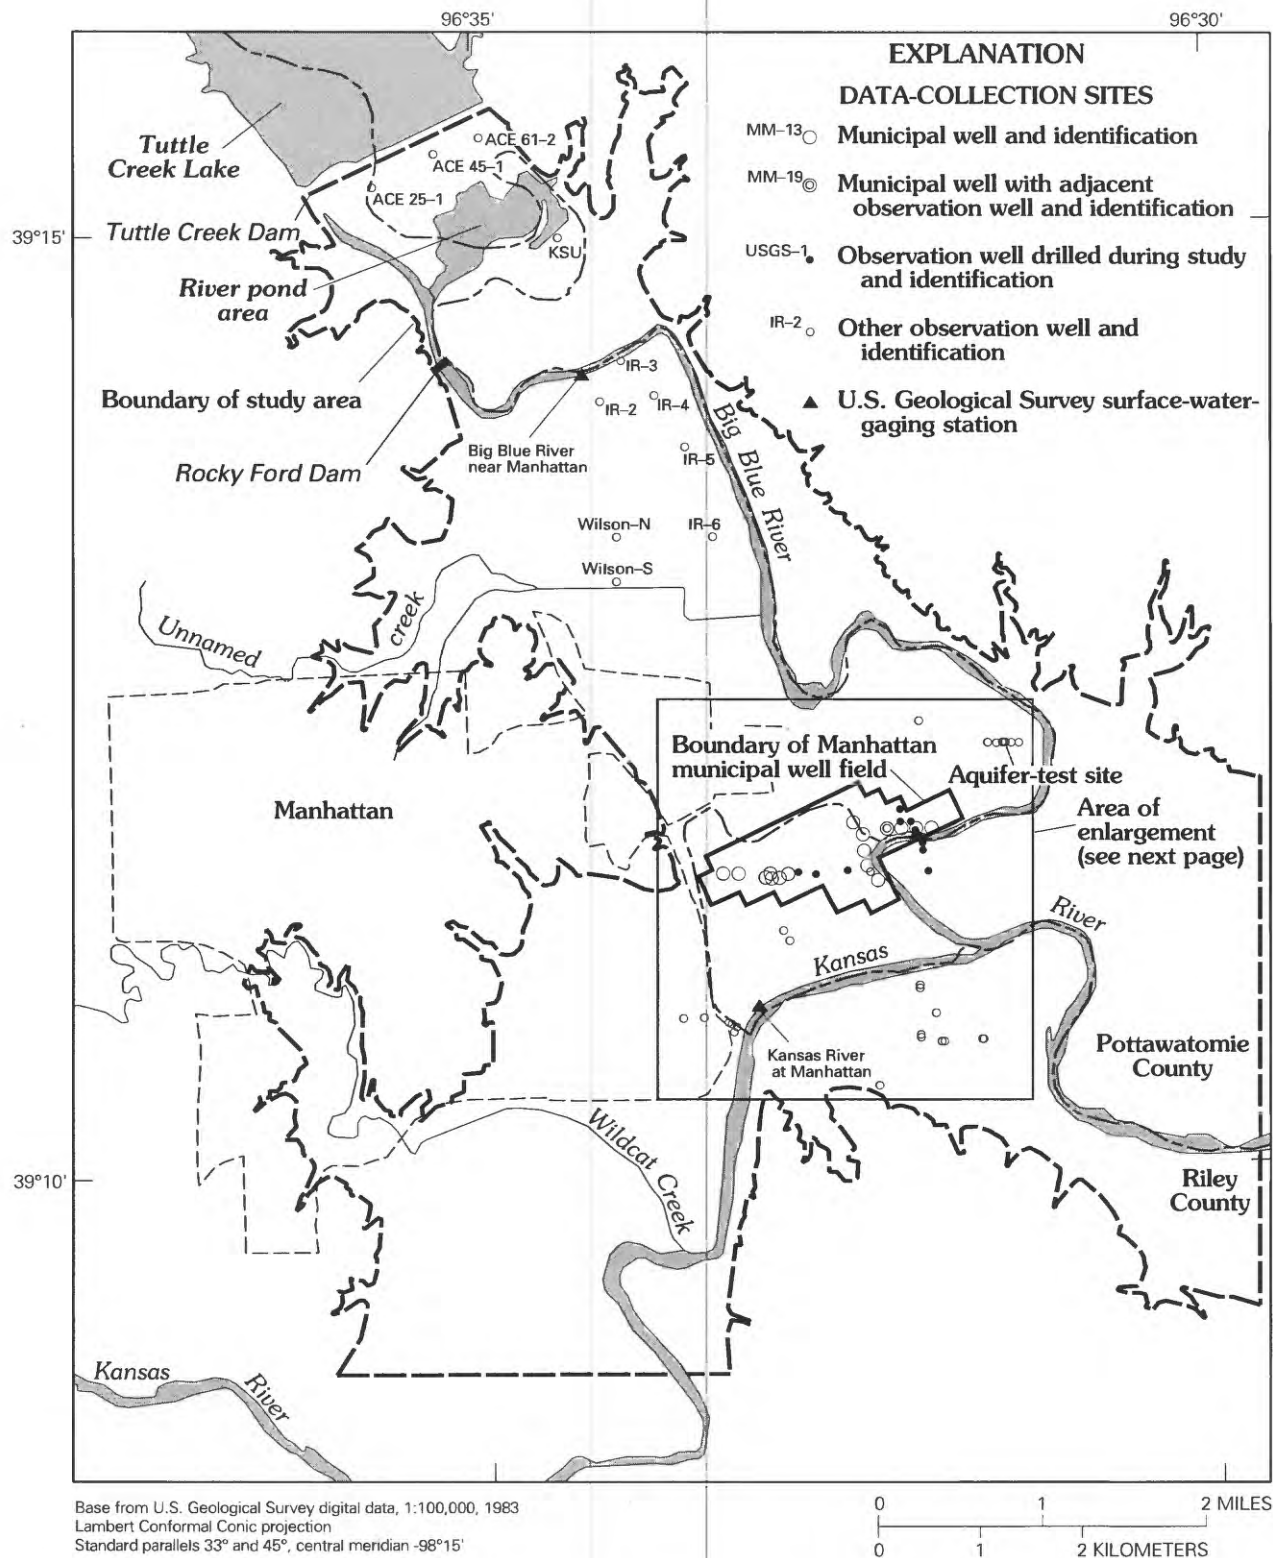 96°35'
96°30'
EXPLANATION
DATA-COLLECTION SITES
MM–13 Municipal well and identification
MM–19 Municipal well with adjacent
observation well and identification
USGS–1 Observation well drilled during study
and identification
IR–2 Other observation well and
identification
U.S. Geological Survey surface-water-
gaging station
Tuttle
Creek Lake
ACE 61–2
ACE 45–1
ACE 25–1
Tuttle Creek Dam
39°15'
KSU
River pond
area
Boundary of study area
IR–3
IR–2
IR–4
IR–5
Big Blue River
Big Blue River
near Manhattan
Rocky Ford Dam
Wilson–N
IR–6
Wilson–S
Unnamed
creek
Boundary of Manhattan
municipal well field
Aquifer-test site
Manhattan
Area of
enlargement
(see next page)
Kansas
River
Kansas River
at Manhattan
Pottawatomie
County
Wildcat Creek
39°10'
Riley
County
Kansas
River
Base from U.S. Geological Survey digital data, 1:100,000, 1983
Lambert Conformal Conic projection
Standard parallels 33° and 45°, central meridian -98°15'
0 1 2 MILES
0 1 2 KILOMETERS